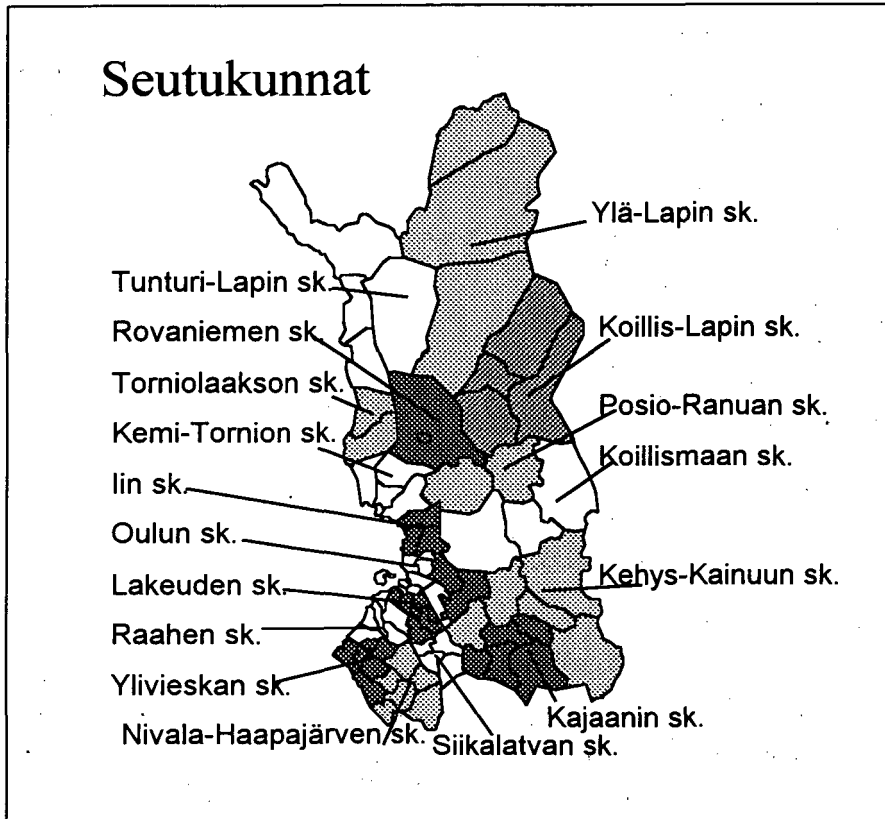 Seutukunnat
Ylä-Lapin sk.
Tunturi-Lapin sk.
Rovaniemen sk.
Koillis-Lapin sk.
Torniolaakson sk.
Posio-Ranuan sk.
Kemi-Tornion sk.
Koillismaan sk.
Iin sk.
Oulun sk.
Kehys-Kainuun sk.
Lakeuden sk.
Raahen sk.
Ylivieskan sk.
Kajaanin sk.
Nivala-Haapajärven sk.
Siikalatvan sk.